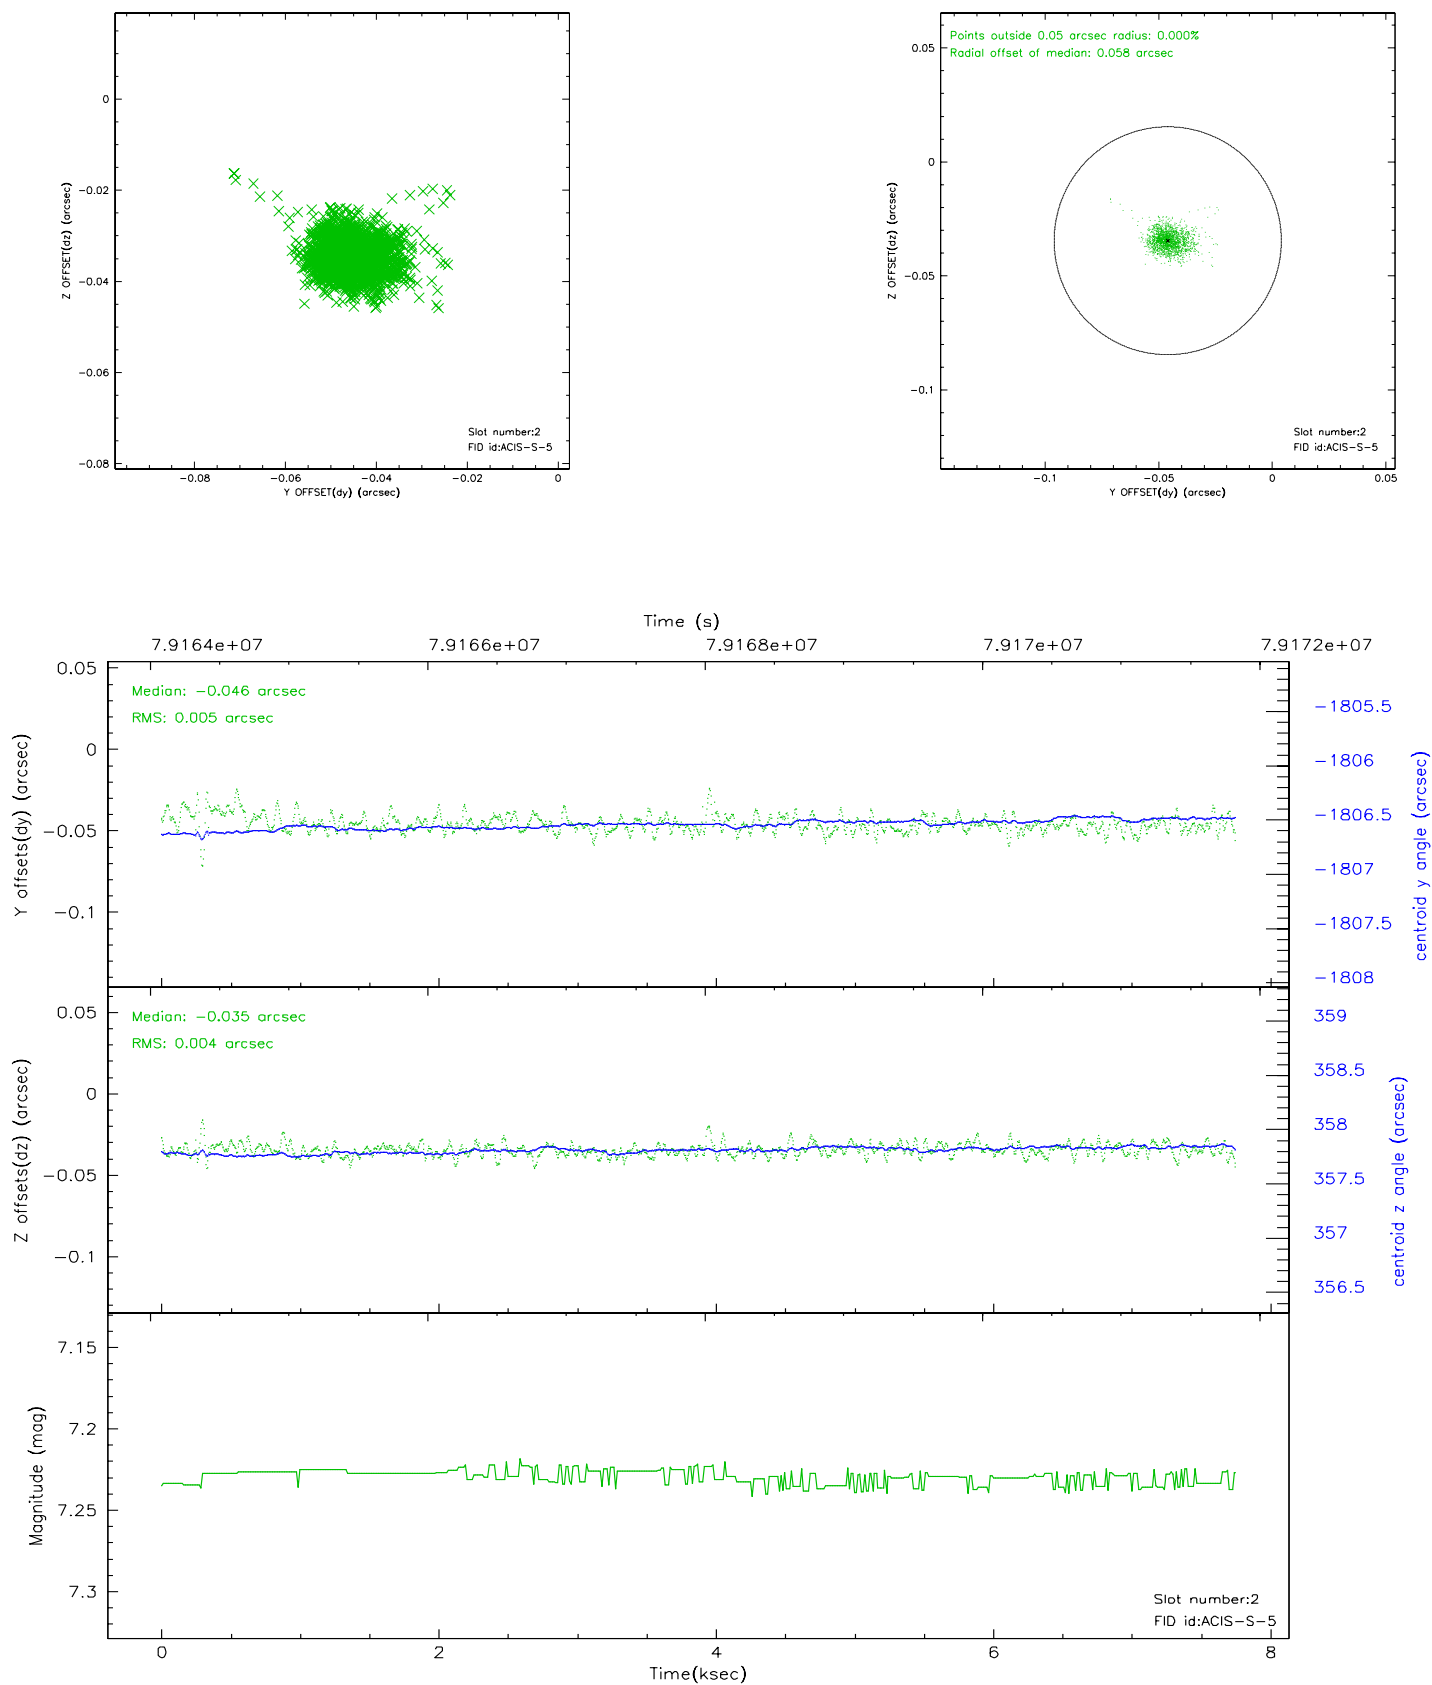 0
-0.02
-0.04
-0.06
-0.08
Z OFFSET(dz) (arcsec)
Slot number:2
FID id:ACIS-S-5
-0.08 -0.06 -0.04 -0.02 0
Y OFFSET(dy) (arcsec)
Points outside 0.05 arcsec radius: 0.000%
Radial offset of median: 0.058 arcsec
0.05
0
-0.05
-0.1
Z OFFSET(dz) (arcsec)
Slot number:2
FID id:ACIS-S-5
-0.1 -0.05 0 0.05
Y OFFSET(dy) (arcsec)
Time (s)
7.9164e+07 7.9166e+07 7.9168e+07 7.917e+07 7.9172e+07
0.05
0
-0.05
-0.1
Y offsets(dy) (arcsec)
Median: -0.046 arcsec
RMS: 0.005 arcsec
-1805.5
-1806
-1806.5
-1807
-1807.5
-1808
centroid y angle (arcsec)
0.05
0
-0.05
-0.1
Z offsets(dz) (arcsec)
Median: -0.035 arcsec
RMS: 0.004 arcsec
359
358.5
358
357.5
357
356.5
centroid z angle (arcsec)
7.15
7.2
7.25
7.3
Magnitude (mag)
Slot number:2
FID id:ACIS-S-5
0 2 4 6 8
Time(ksec)